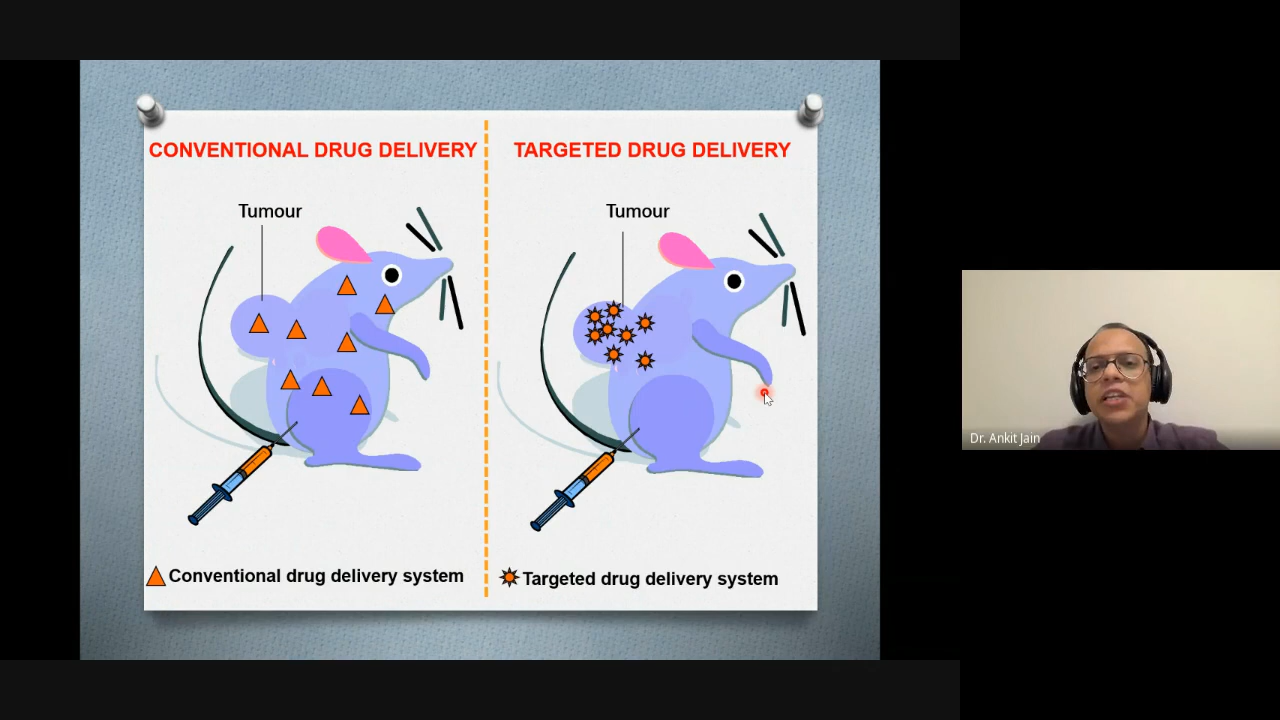 CONVENTIONAL DRUG DELIVERY
TARGETED DRUG DELIVERY
Tumour
Tumour
Conventional drug delivery system
Targeted drug delivery system
Dr. Ankit Jain